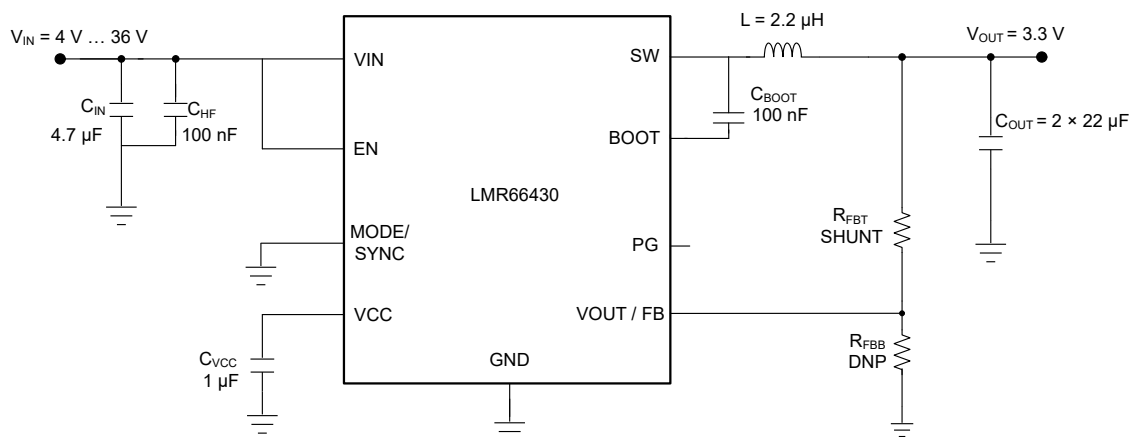 L = 2.2 µH
V_IN = 4 V … 36 V
V_OUT = 3.3 V
VIN
SW
C_IN
4.7 µF
C_HF
100 nF
C_BOOT
100 nF
C_OUT = 2 × 22 µF
EN
BOOT
LMR66430
MODE/
SYNC
PG
R_FBT
SHUNT
VCC
VOUT / FB
C_VCC
1 µF
GND
R_FBB
DNP